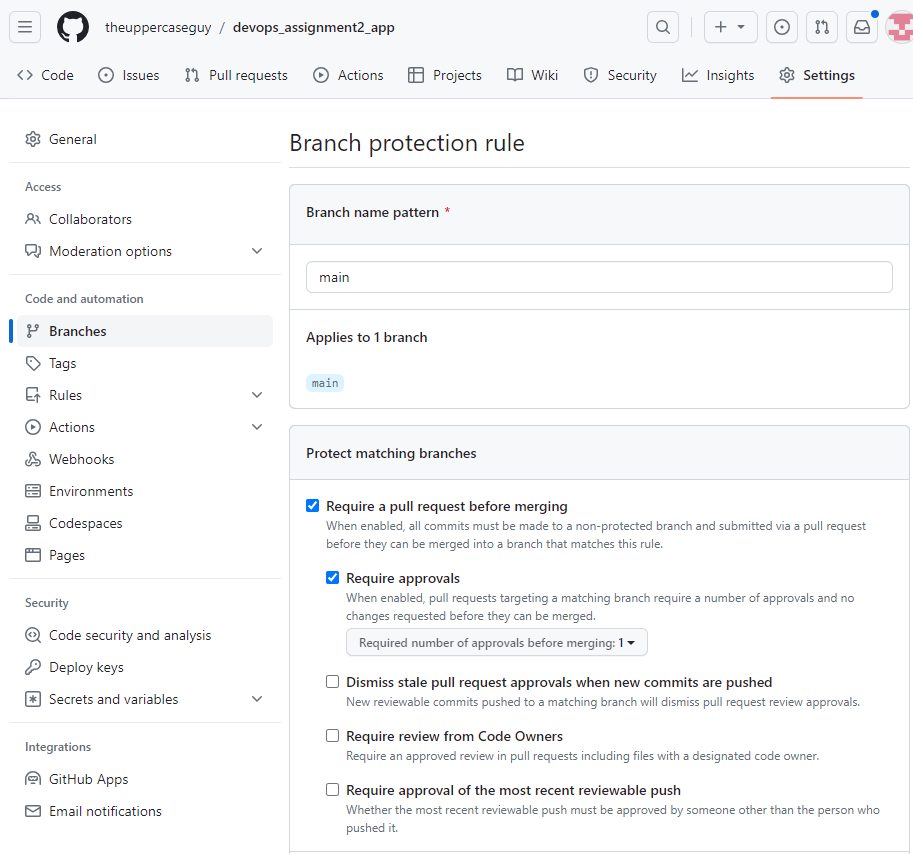 theuppercaseguy / devops_assignment2_app
Code Issues Pull requests Actions Projects Wiki Security Insights Settings
General
Access
Collaborators
Moderation options
Code and automation
Branches
Tags
Rules
Actions
Webhooks
Environments
Codespaces
Pages
Security
Code security and analysis
Deploy keys
Secrets and variables
Integrations
GitHub Apps
Email notifications
Branch protection rule
Branch name pattern *
main
Applies to 1 branch
main
Protect matching branches
Require a pull request before merging
When enabled, all commits must be made to a non-protected branch and submitted via a pull request
before they can be merged into a branch that matches this rule.
Require approvals
When enabled, pull requests targeting a matching branch require a number of approvals and no
changes requested before they can be merged.
Required number of approvals before merging: 1
Dismiss stale pull request approvals when new commits are pushed
New reviewable commits pushed to a matching branch will dismiss pull request review approvals.
Require review from Code Owners
Require an approved review in pull requests including files with a designated code owner.
Require approval of the most recent reviewable push
Whether the most recent reviewable push must be approved by someone other than the person who
pushed it.